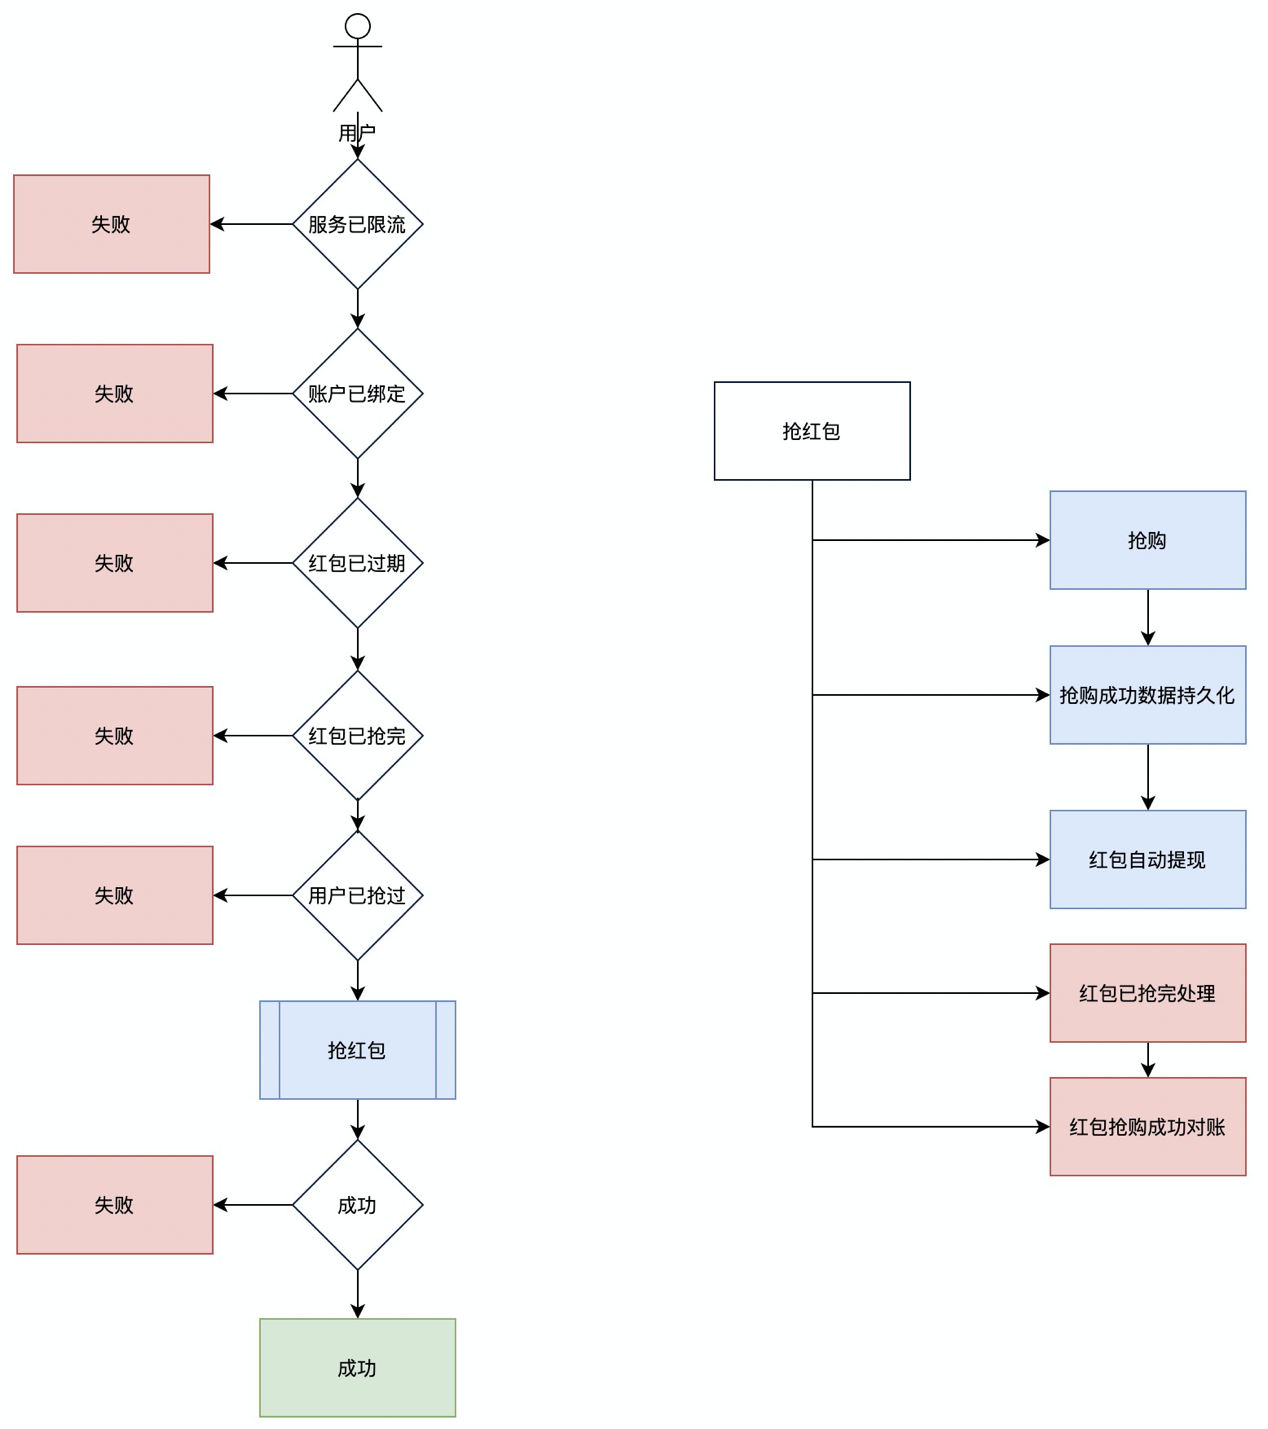 用户
服务已限流
失败
账户已绑定
失败
红包已过期
失败
红包已抢完
失败
用户已抢过
失败
抢红包
成功
失败
成功
抢红包
抢购
抢购成功数据持久化
红包自动提现
红包已抢完处理
红包抢购成功对账